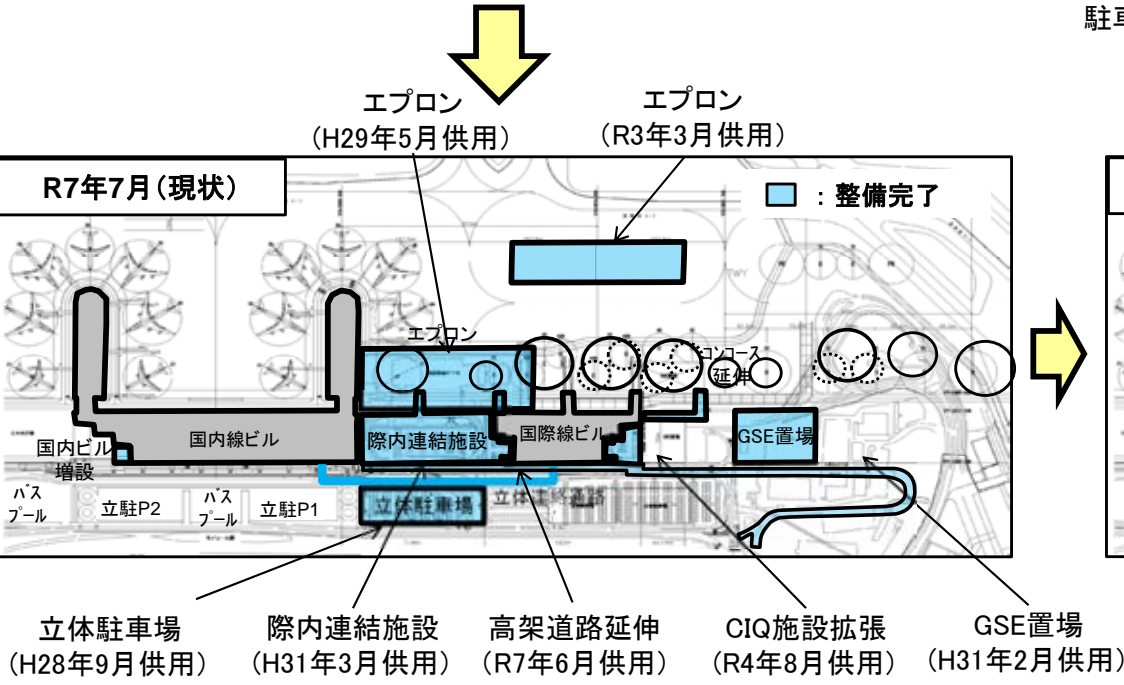 駐車
エプロン
(H29年5月供用)
エプロン
(R3年3月供用)
R7年7月(現状)
：整備完了
エプロン
コンコース
延伸
国内ビル
増設
国内線ビル
際内連結施設
国際線ビル
GSE置場
バス
プール
立駐P2
バス
プール
立駐P1
立体駐車場
立体連絡通路
立体駐車場
(H28年9月供用)
際内連結施設
(H31年3月供用)
高架道路延伸
(R7年6月供用)
CIQ施設拡張
(R4年8月供用)
GSE置場
(H31年2月供用)